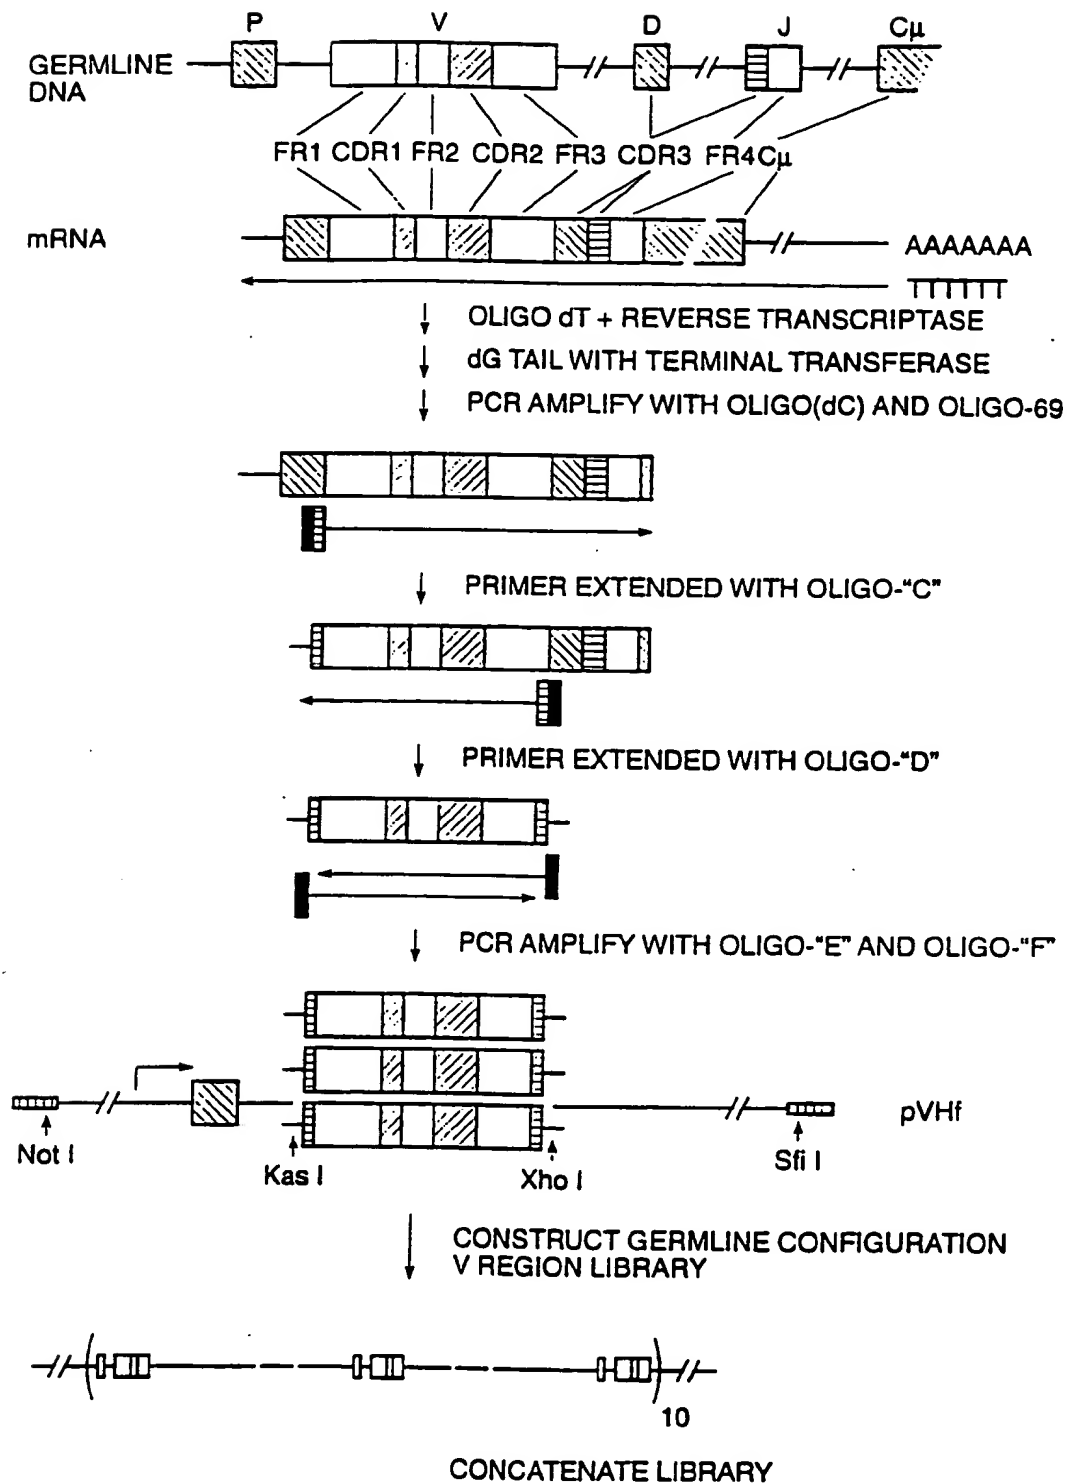 P V D J Cμ
GERMLINE
DNA
FR1 CDR1 FR2 CDR2 FR3 CDR3 FR4 Cμ
mRNA
AAAAAAA
TTTTTT
OLIGO dT + REVERSE TRANSCRIPTASE
dG TAIL WITH TERMINAL TRANSFERASE
PCR AMPLIFY WITH OLIGO(dC) AND OLIGO-69
PRIMER EXTENDED WITH OLIGO-"C"
PRIMER EXTENDED WITH OLIGO-"D"
PCR AMPLIFY WITH OLIGO-"E" AND OLIGO-"F"
pVHf
Not I
Kas I
Xho I
Sfi I
CONSTRUCT GERMLINE CONFIGURATION
V REGION LIBRARY
10
CONCATENATE LIBRARY